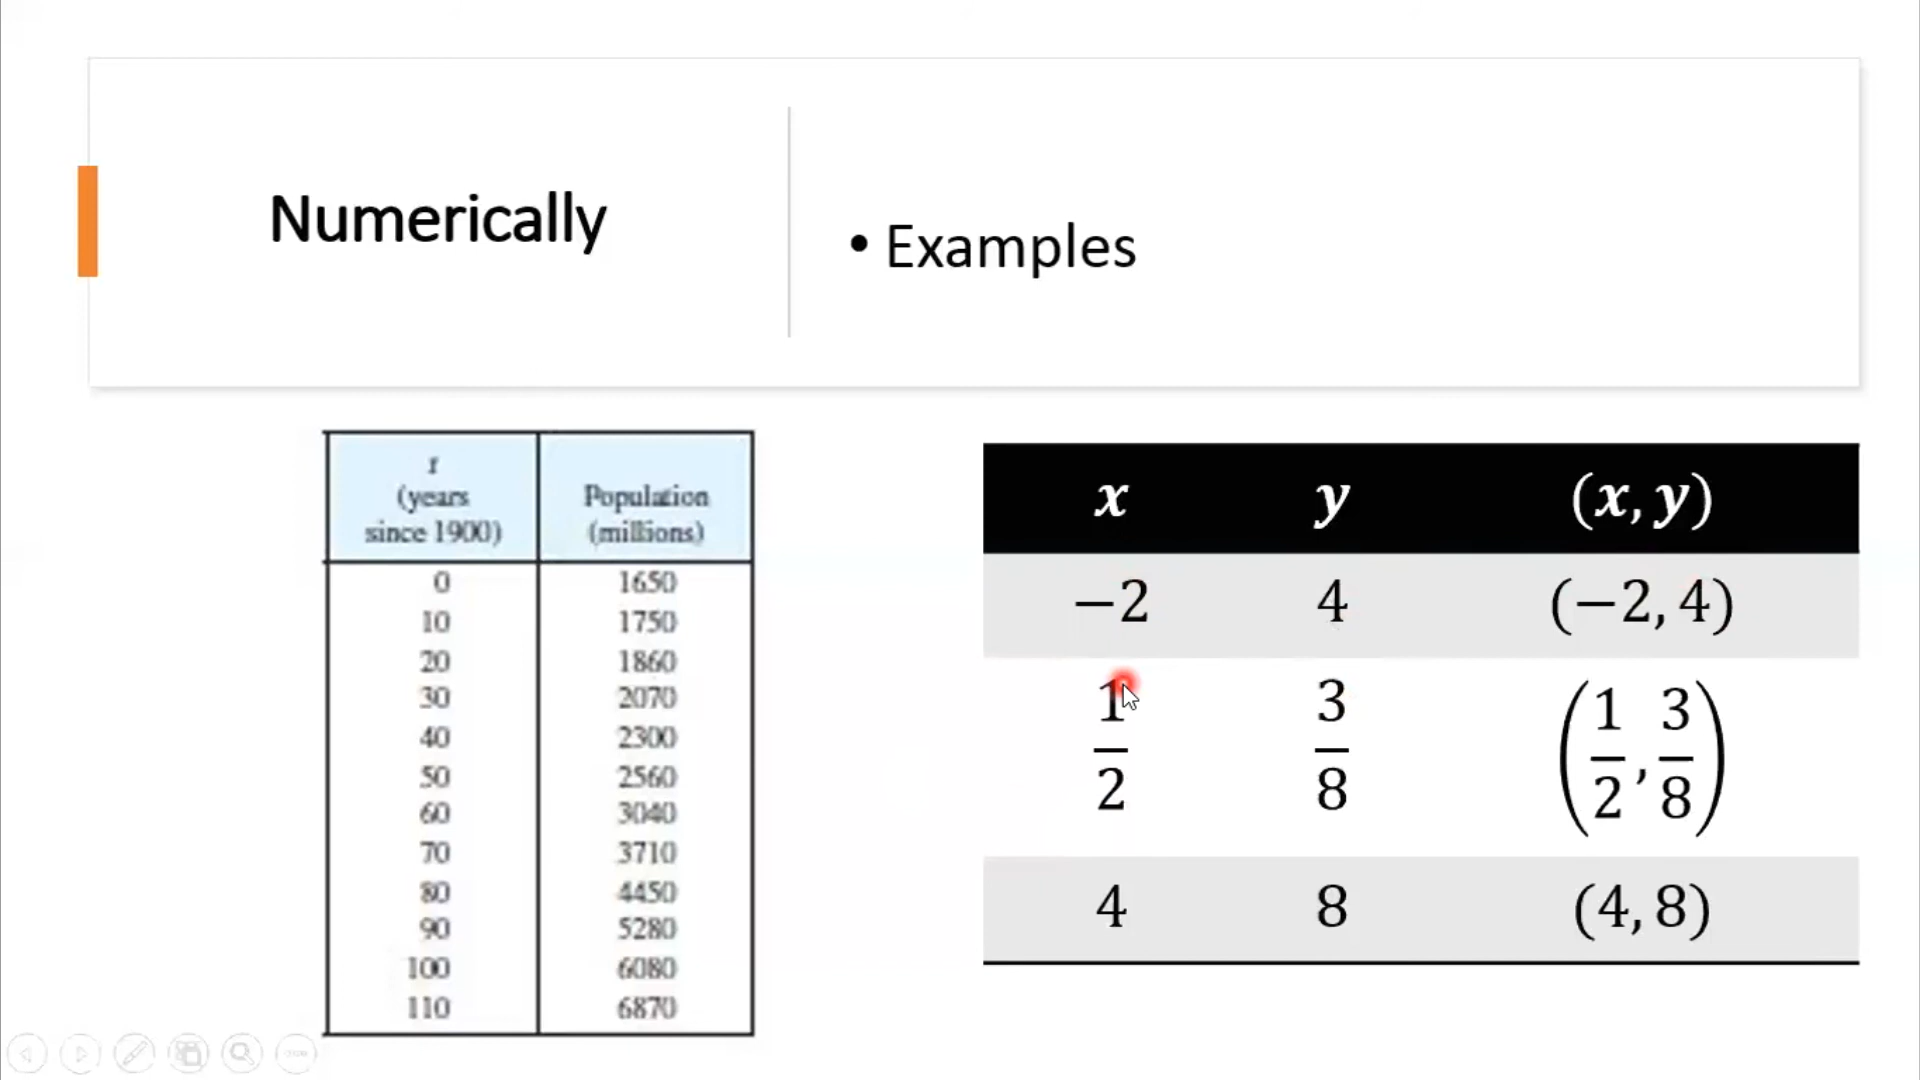 Numerically
• Examples
t
(years
since 1900)
Population
(millions)
0 1650
10 1750
20 1860
30 2070
40 2300
50 2560
60 3040
70 3710
80 4450
90 5280
100 6080
110 6870
x y (x, y)
−2 4 (−2, 4)
1/2 3/8 (1/2, 3/8)
4 8 (4, 8)